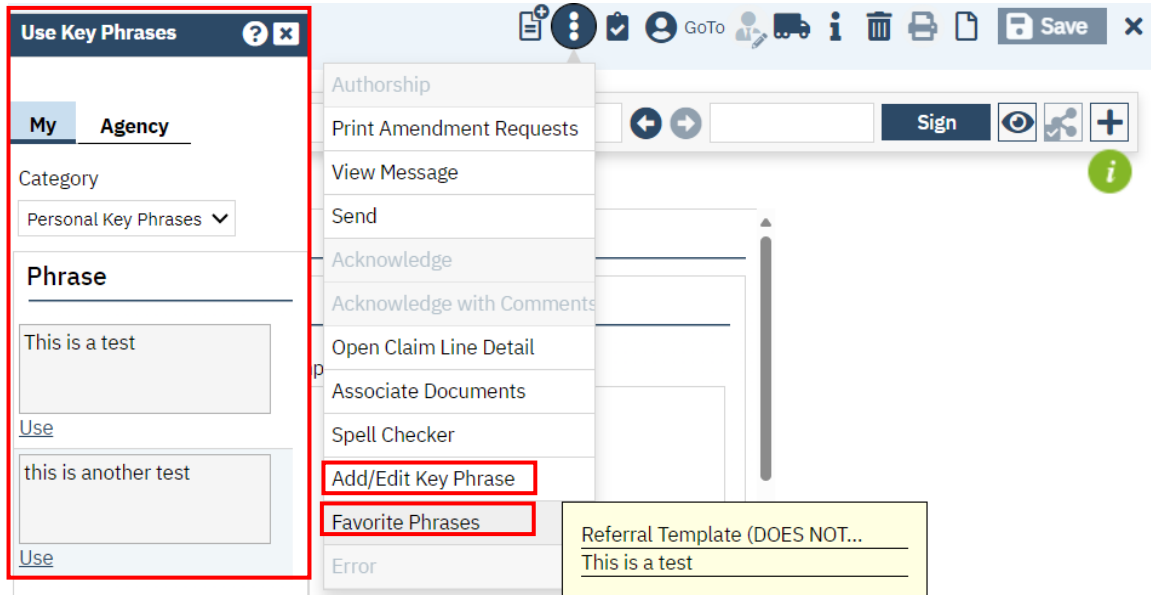 Use Key Phrases ?
GoTo
Save
My Agency
Category
Personal Key Phrases
Phrase
This is a test
Use
this is another test
Use
Authorship
Print Amendment Requests
View Message
Send
Acknowledge
Acknowledge with Comments
Open Claim Line Detail
Associate Documents
Spell Checker
Add/Edit Key Phrase
Favorite Phrases
Error
Sign
i
Referral Template (DOES NOT...
This is a test